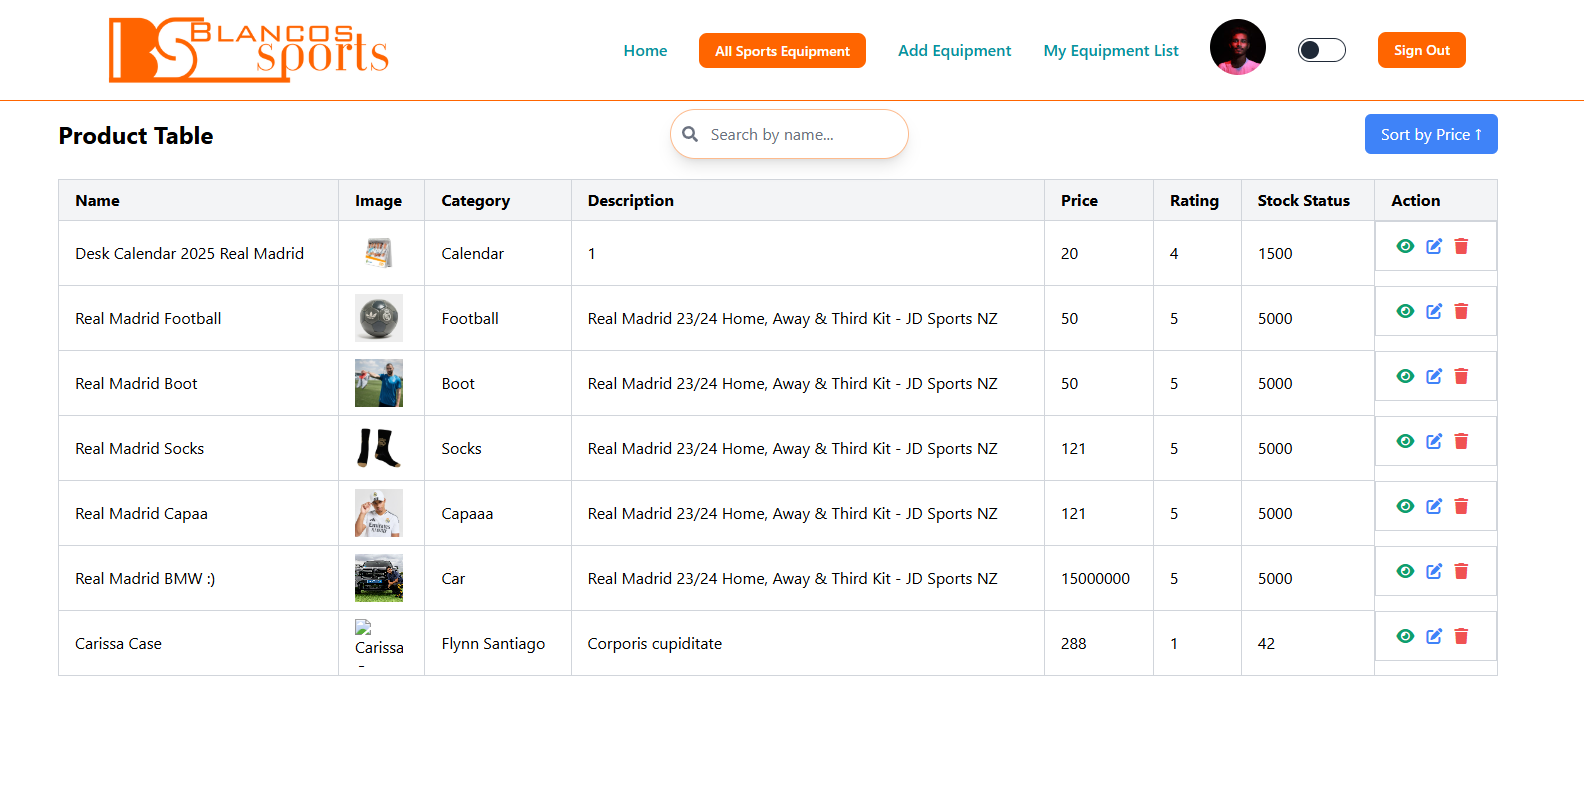 BS BLANCOS sports
Home All Sports Equipment Add Equipment My Equipment List Sign Out
Product Table Search by name... Sort by Price ↑
Name Image Category Description Price Rating Stock Status Action
Desk Calendar 2025 Real Madrid Calendar 1 20 4 1500
Real Madrid Football Football Real Madrid 23/24 Home, Away & Third Kit - JD Sports NZ 50 5 5000
Real Madrid Boot Boot Real Madrid 23/24 Home, Away & Third Kit - JD Sports NZ 50 5 5000
Real Madrid Socks Socks Real Madrid 23/24 Home, Away & Third Kit - JD Sports NZ 121 5 5000
Real Madrid Capaa Capaaa Real Madrid 23/24 Home, Away & Third Kit - JD Sports NZ 121 5 5000
Real Madrid BMW :) Car Real Madrid 23/24 Home, Away & Third Kit - JD Sports NZ 15000000 5 5000
Carissa Case Carissa Flynn Santiago Corporis cupiditate 288 1 42